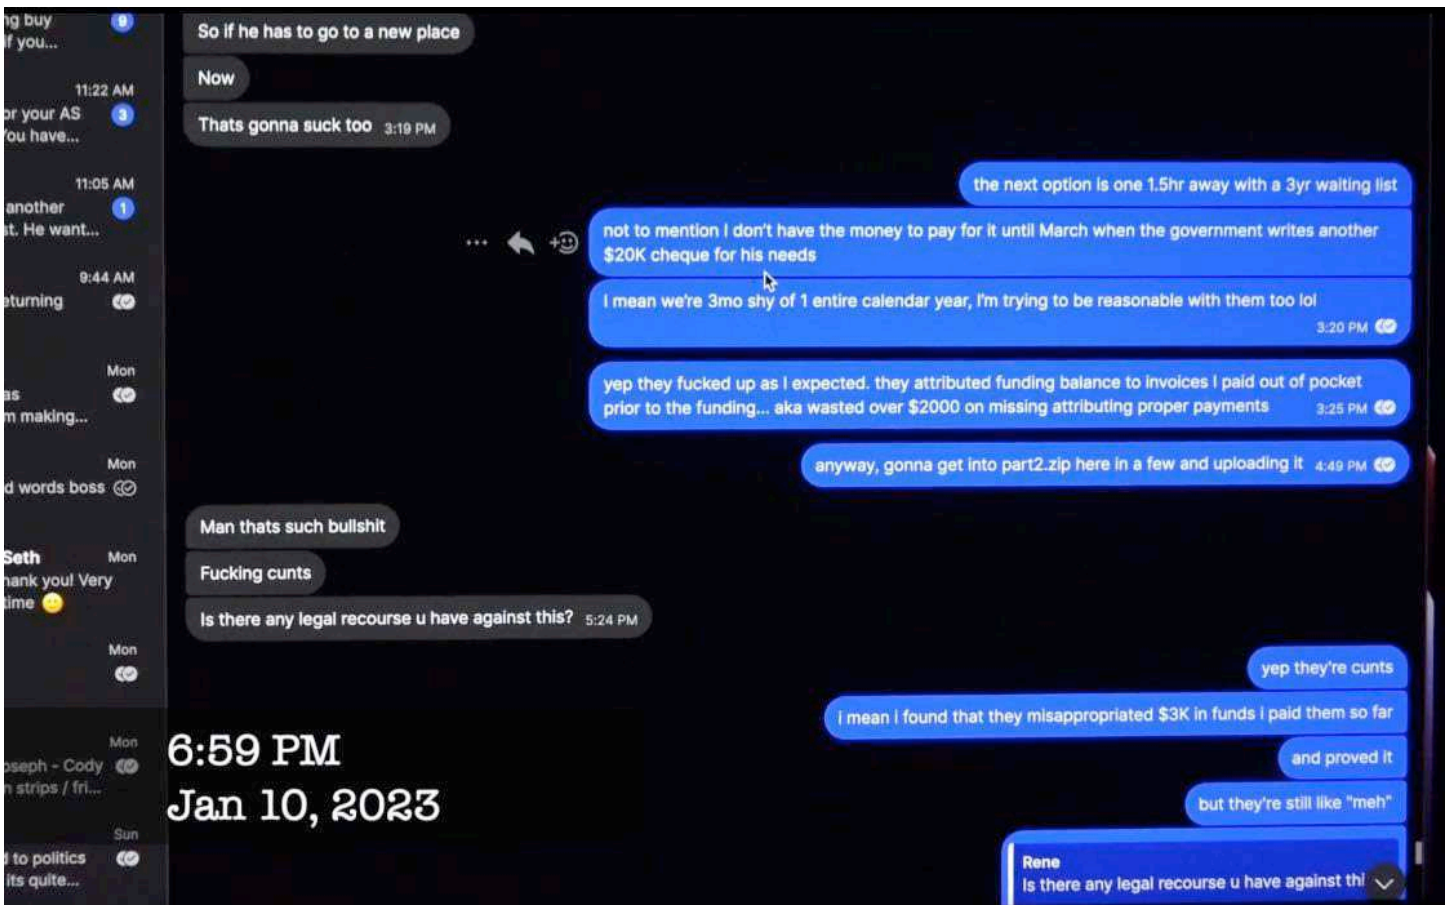 ng buy
9
if you...
11:22 AM
or your AS
3
You have...
11:05 AM
another
1
st. He want...
9:44 AM
eturning
Mon
as
m making...
Mon
d words boss
Seth
Mon
hank you! Very
time 🙂
Mon
Mon
oseph - Cody
n strips / fri...
Sun
d to politics
its quite...
So if he has to go to a new place
Now
Thats gonna suck too 3:19 PM
the next option is one 1.5hr away with a 3yr waiting list
not to mention I don't have the money to pay for it until March when the government writes another
$20K cheque for his needs
I mean we're 3mo shy of 1 entire calendar year, I'm trying to be reasonable with them too lol
3:20 PM
yep they fucked up as I expected. they attributed funding balance to invoices I paid out of pocket
prior to the funding... aka wasted over $2000 on missing attributing proper payments 3:25 PM
anyway, gonna get into part2.zip here in a few and uploading it 4:49 PM
Man thats such bullshit
Fucking cunts
Is there any legal recourse u have against this? 5:24 PM
yep they're cunts
i mean i found that they misappropriated $3K in funds i paid them so far
and proved it
but they're still like "meh"
Rene
Is there any legal recourse u have against thi
6:59 PM
Jan 10, 2023